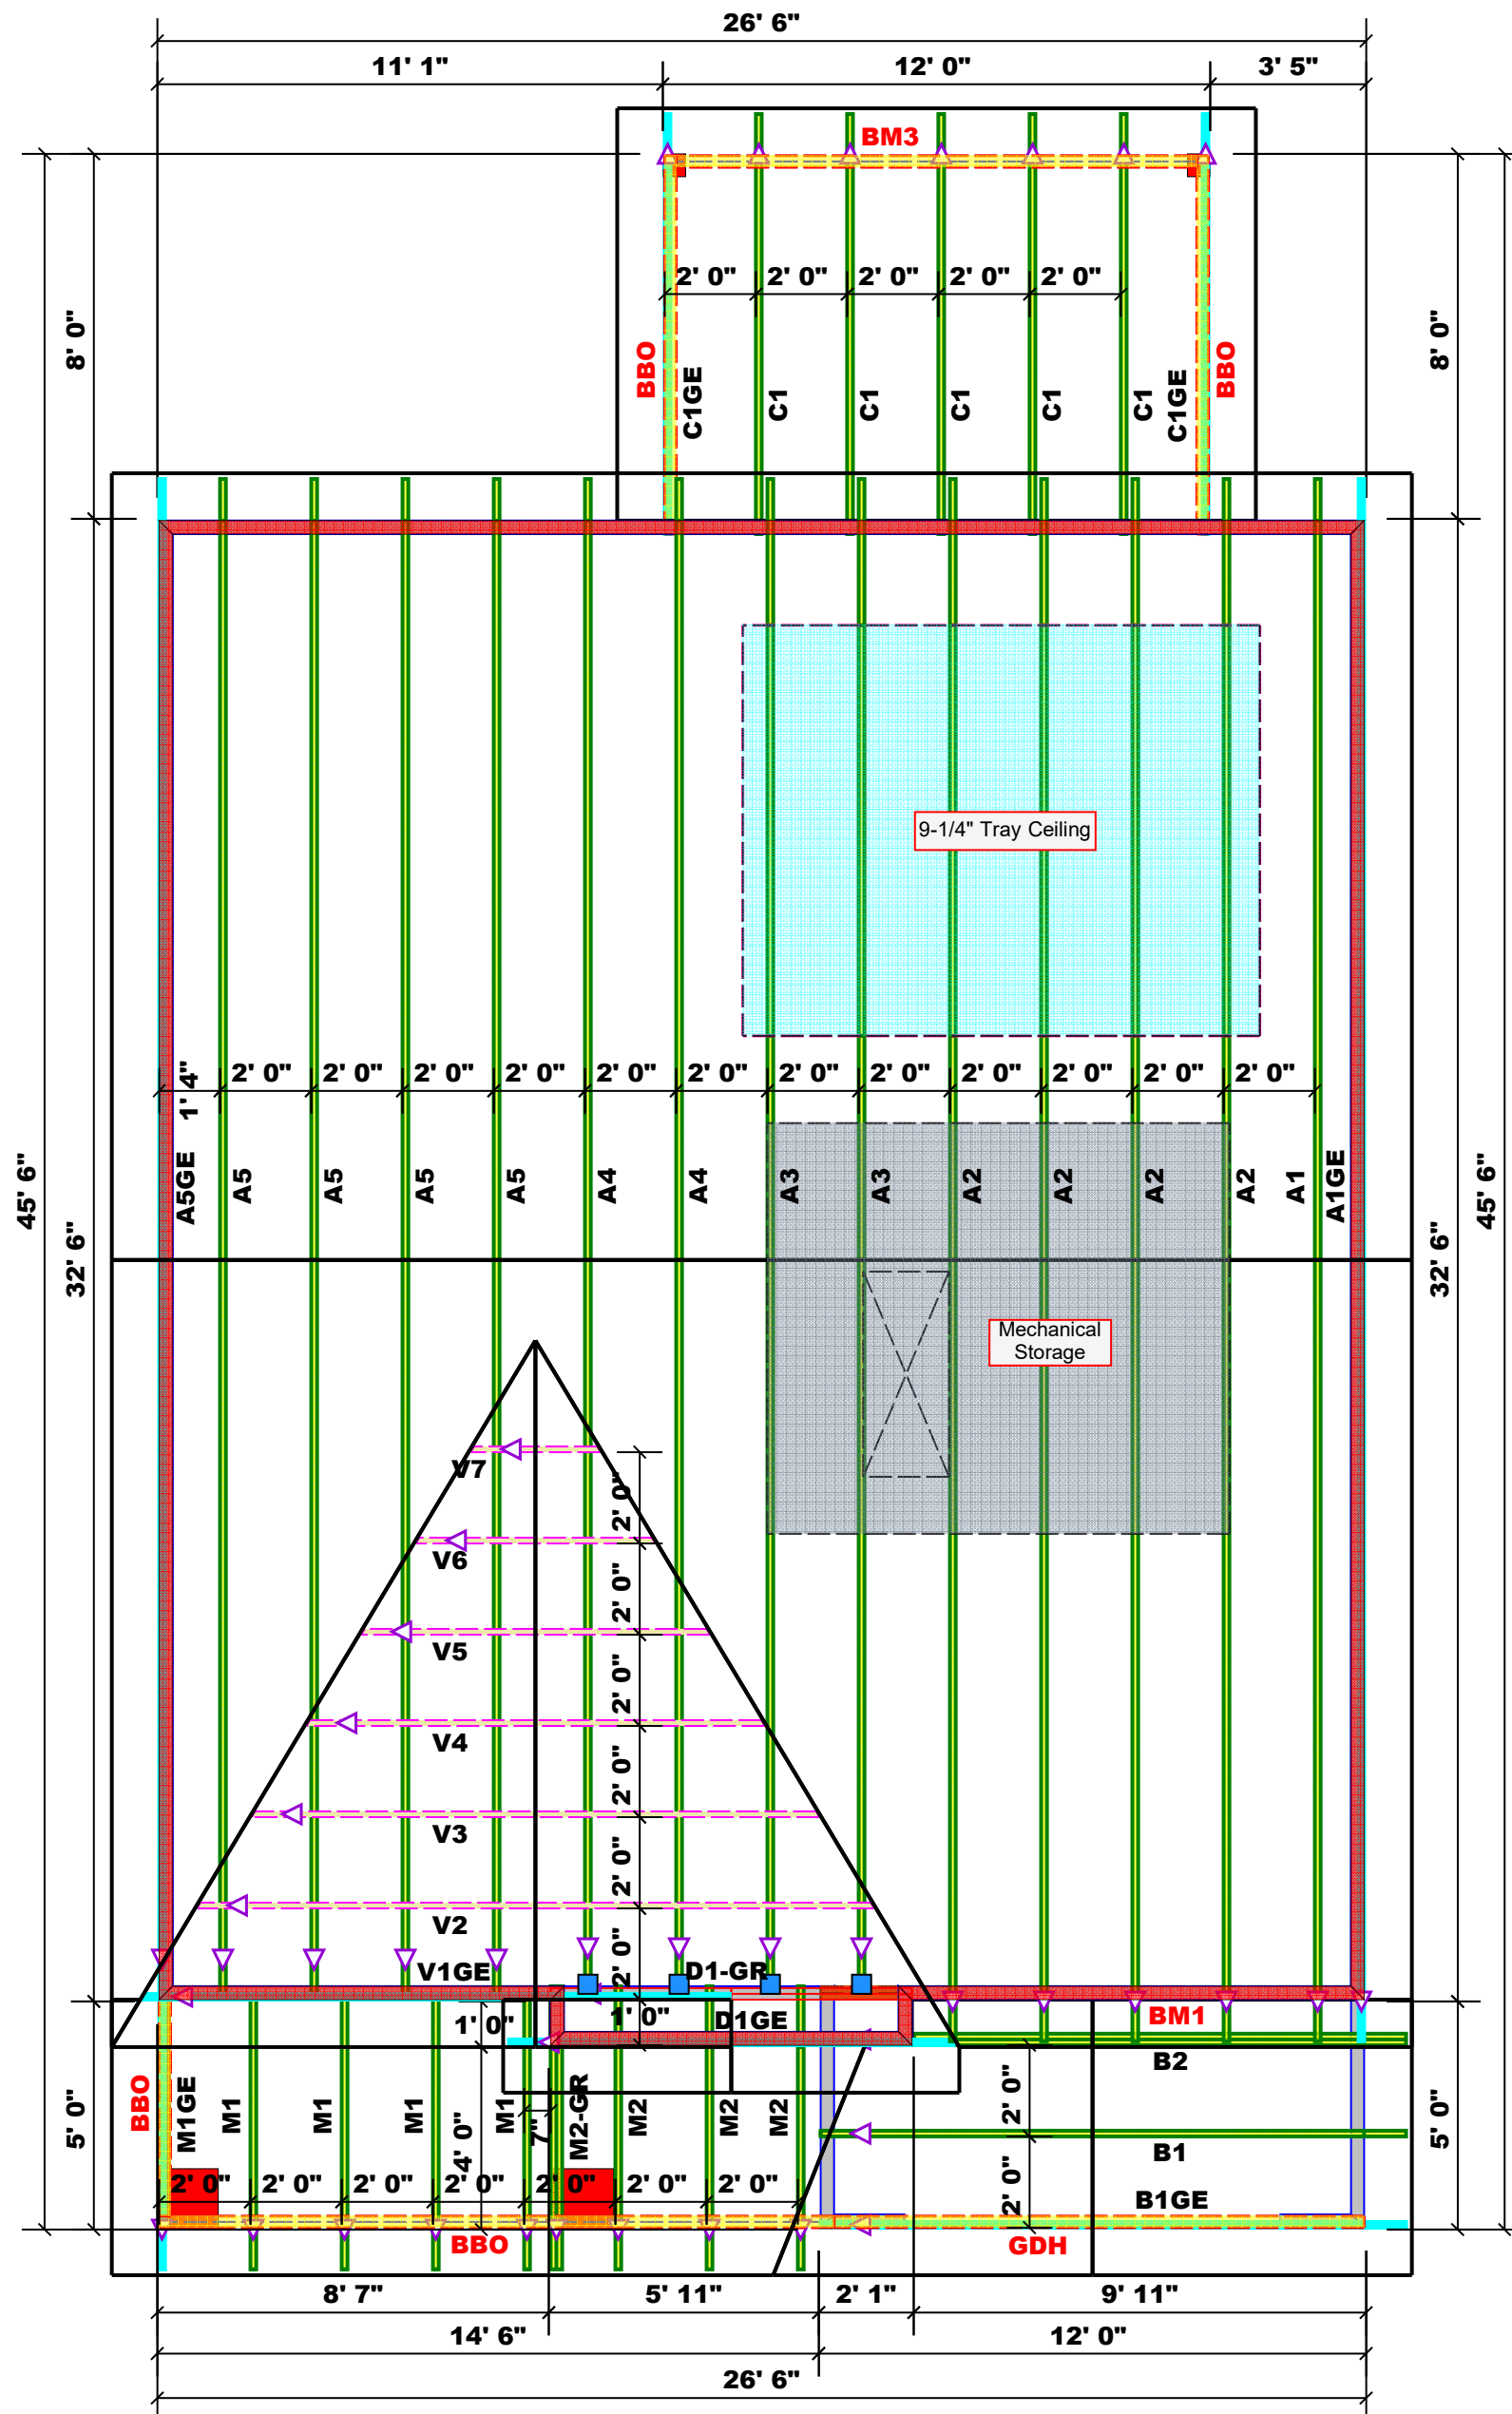 26' 6"
11' 1"
12' 0"
3' 5"
BM3
2' 0"
2' 0"
2' 0"
2' 0"
2' 0"
8' 0"
8' 0"
BBO
C1GE
C1
C1
C1
C1
C1
C1GE
BBO
9-1/4" Tray Ceiling
1' 4"
2' 0"
2' 0"
2' 0"
2' 0"
2' 0"
2' 0"
2' 0"
2' 0"
2' 0"
2' 0"
2' 0"
2' 0"
45' 6"
32' 6"
A5GE
A5
A5
A5
A5
A4
A4
A3
A3
A2
A2
A2
A2
A1
A1GE
32' 6"
45' 6"
Mechanical
Storage
V7
2' 0"
V6
2' 0"
V5
2' 0"
V4
2' 0"
V3
2' 0"
V2
2' 0"
V1GE
D1-GR
1' 0"
1' 0"
D1GE
BM1
B2
5' 0"
BBO
M1GE
M1
M1
M1
M1
4' 0"
7"
M2-GR
M2
M2
M2
2' 0"
B1
2' 0"
5' 0"
2' 0"
2' 0"
2' 0"
2' 0"
2' 0"
2' 0"
2' 0"
B1GE
BBO
GDH
8' 7"
5' 11"
2' 1"
9' 11"
14' 6"
12' 0"
26' 6"